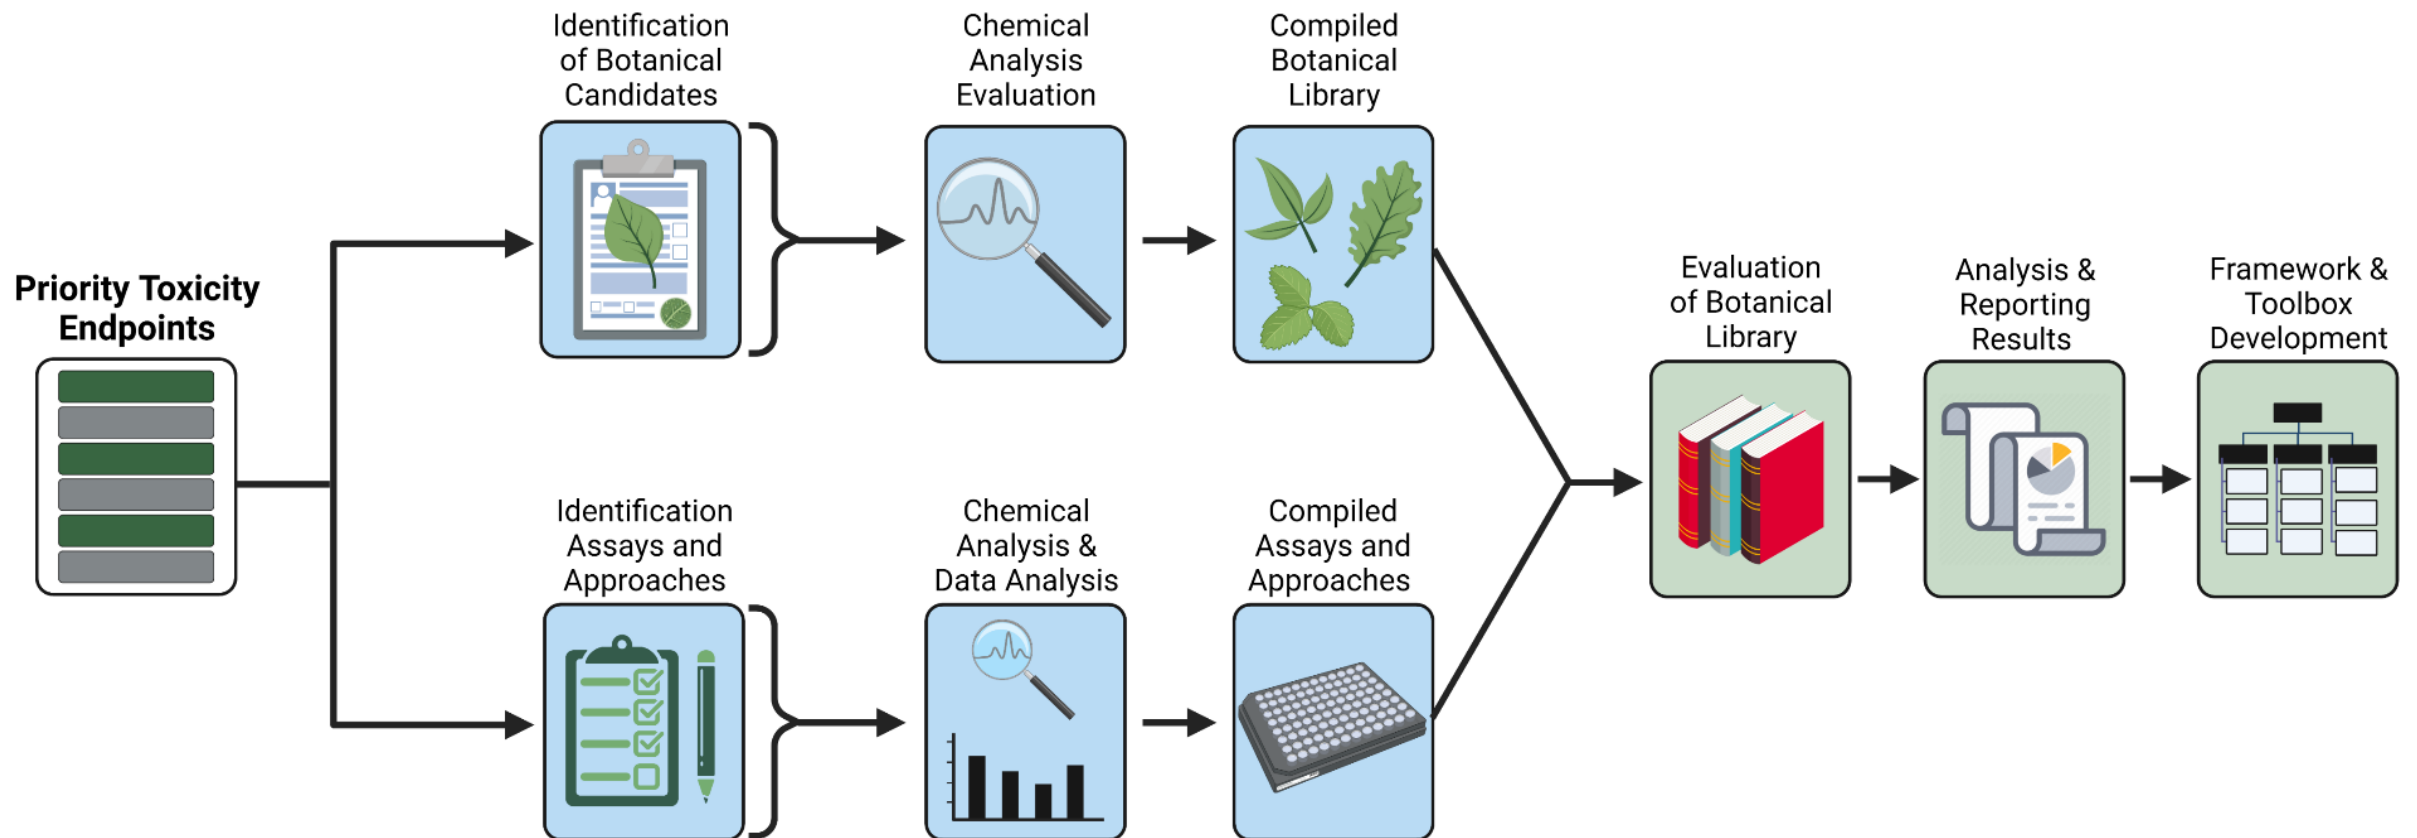 Priority Toxicity
Endpoints
Identification
of Botanical
Candidates
Chemical
Analysis
Evaluation
Compiled
Botanical
Library
Identification
Assays and
Approaches
Chemical
Analysis &
Data Analysis
Compiled
Assays and
Approaches
Evaluation
of Botanical
Library
Analysis &
Reporting
Results
Framework &
Toolbox
Development